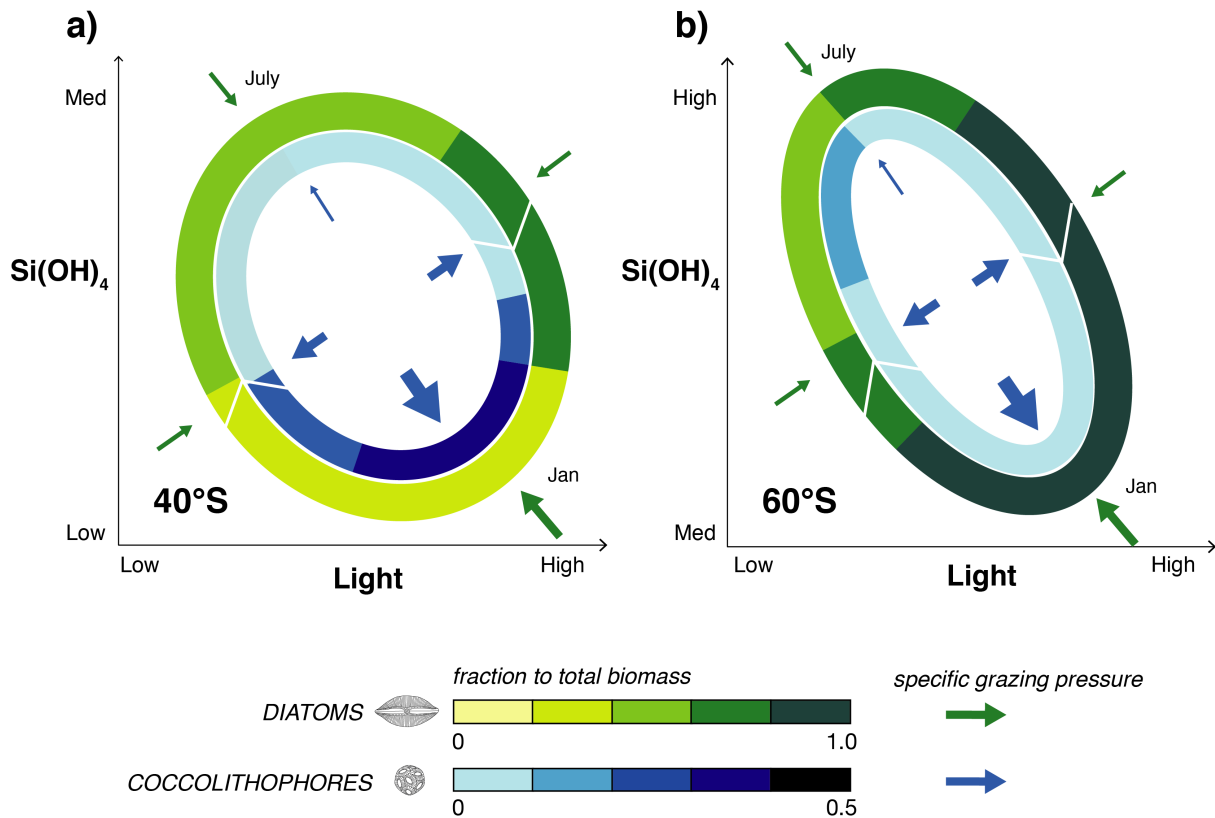 a)
July
Med
Si(OH)4
Jan
40°S
Low
Low
Light
High
b)
July
High
Si(OH)4
Jan
60°S
Med
Low
Light
High
fraction to total biomass
specific grazing pressure
DIATOMS
0
1.0
COCCOLITHOPHORES
0
0.5